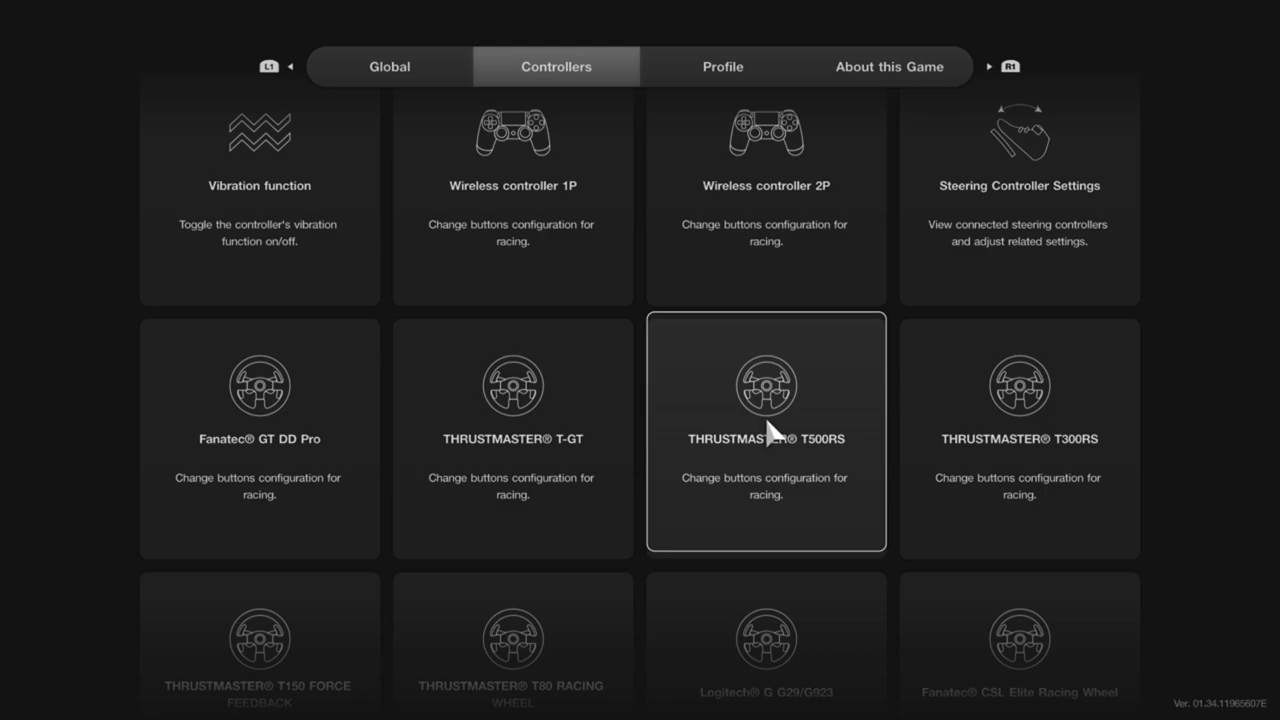 L1 Global Controllers Profile About this Game R1
Vibration function
Toggle the controller's vibration
function on/off.
Wireless controller 1P
Change buttons configuration for
racing.
Wireless controller 2P
Change buttons configuration for
racing.
Steering Controller Settings
View connected steering controllers
and adjust related settings.
Fanatec® GT DD Pro
Change buttons configuration for
racing.
THRUSTMASTER® T-GT
Change buttons configuration for
racing.
THRUSTMASTER® T500RS
Change buttons configuration for
racing.
THRUSTMASTER® T300RS
Change buttons configuration for
racing.
THRUSTMASTER® T150 FORCE
FEEDBACK
THRUSTMASTER® T80 RACING
WHEEL
Logitech® G G29/G923
Fanatec® CSL Elite Racing Wheel
Ver. 01.34.11965607E